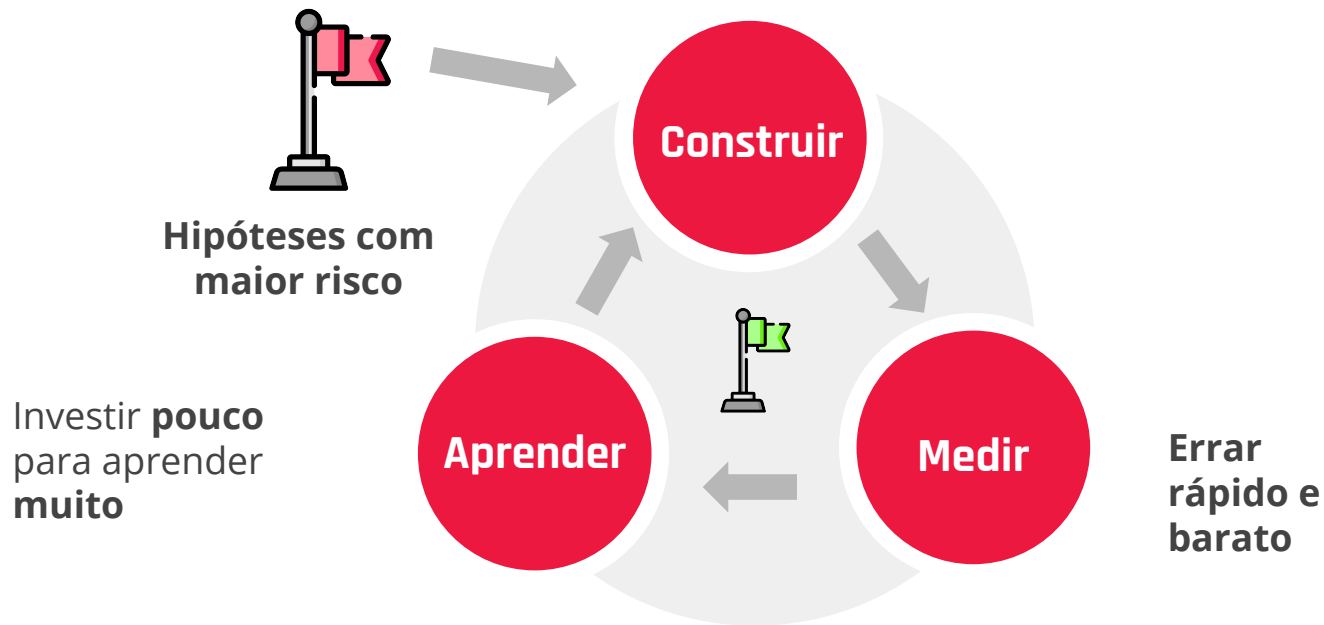 Construir
Hipóteses com
maior risco
Investir pouco
para aprender
muito
Aprender
Medir
Errar
rápido e
barato